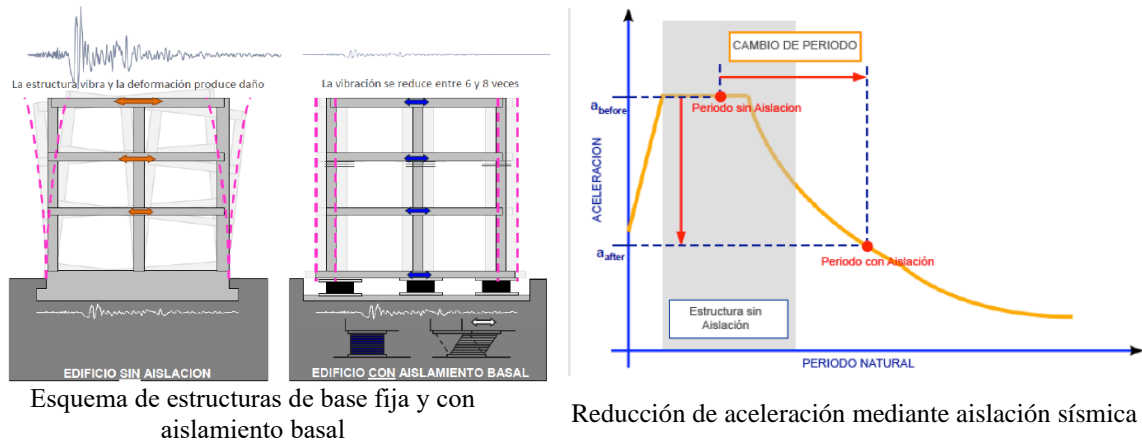 La estructura vibra y la deformación produce daño
La vibración se reduce entre 6 y 8 veces
EDIFICIO SIN AISLACION
EDIFICIO CON AISLAMIENTO BASAL
Esquema de estructuras de base fija y con
aislamiento basal
CAMBIO DE PERIODO
a before
Periodo sin Aislacion
ACELERACION
a after
Periodo con Aislación
Estructura sin
Aislación
PERIODO NATURAL
Reducción de aceleración mediante aislación sísmica